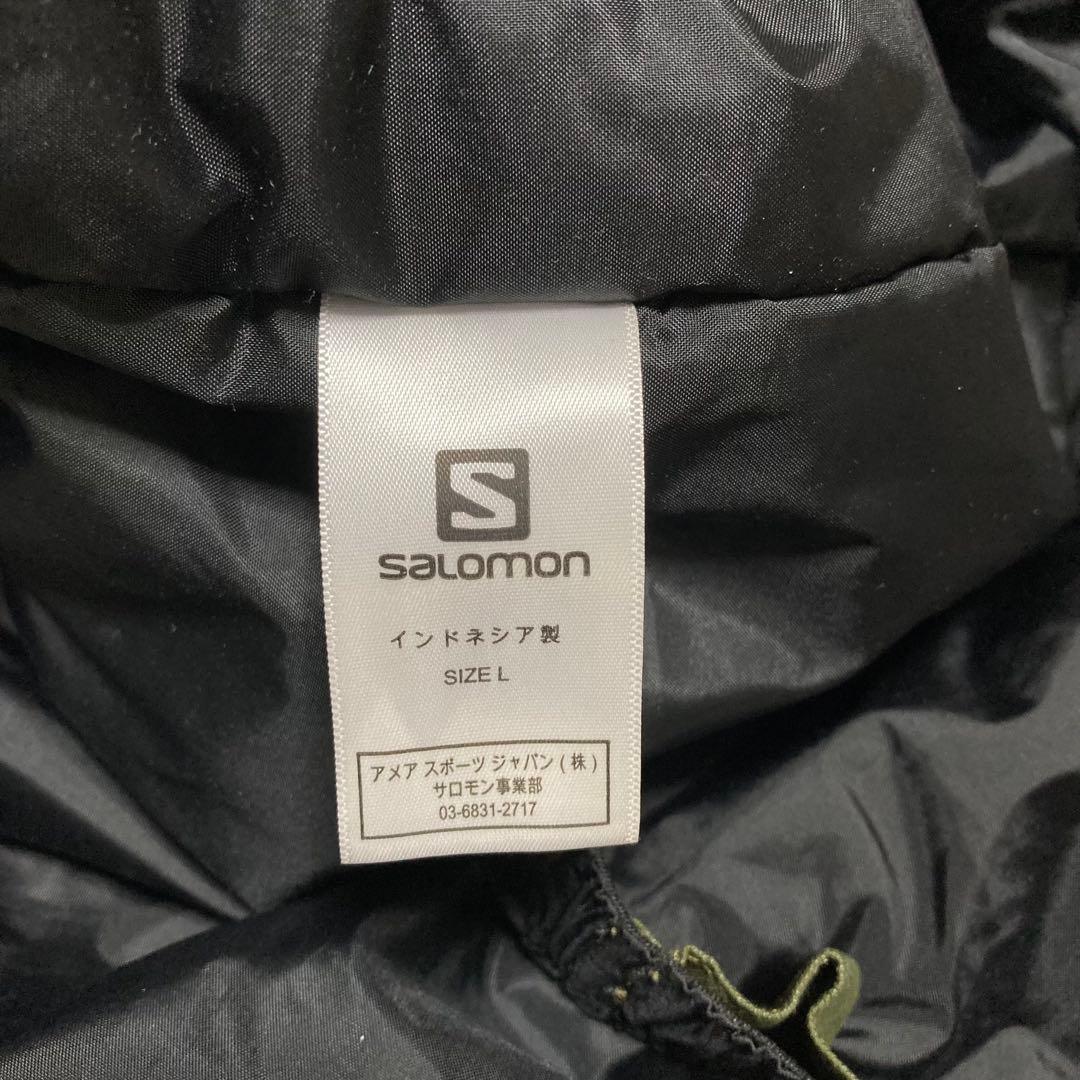 S
salomon
インドネシア製
SIZE L
アメア スポーツ ジャパン ( 株 )
サロモン事業部
03-6831-2717